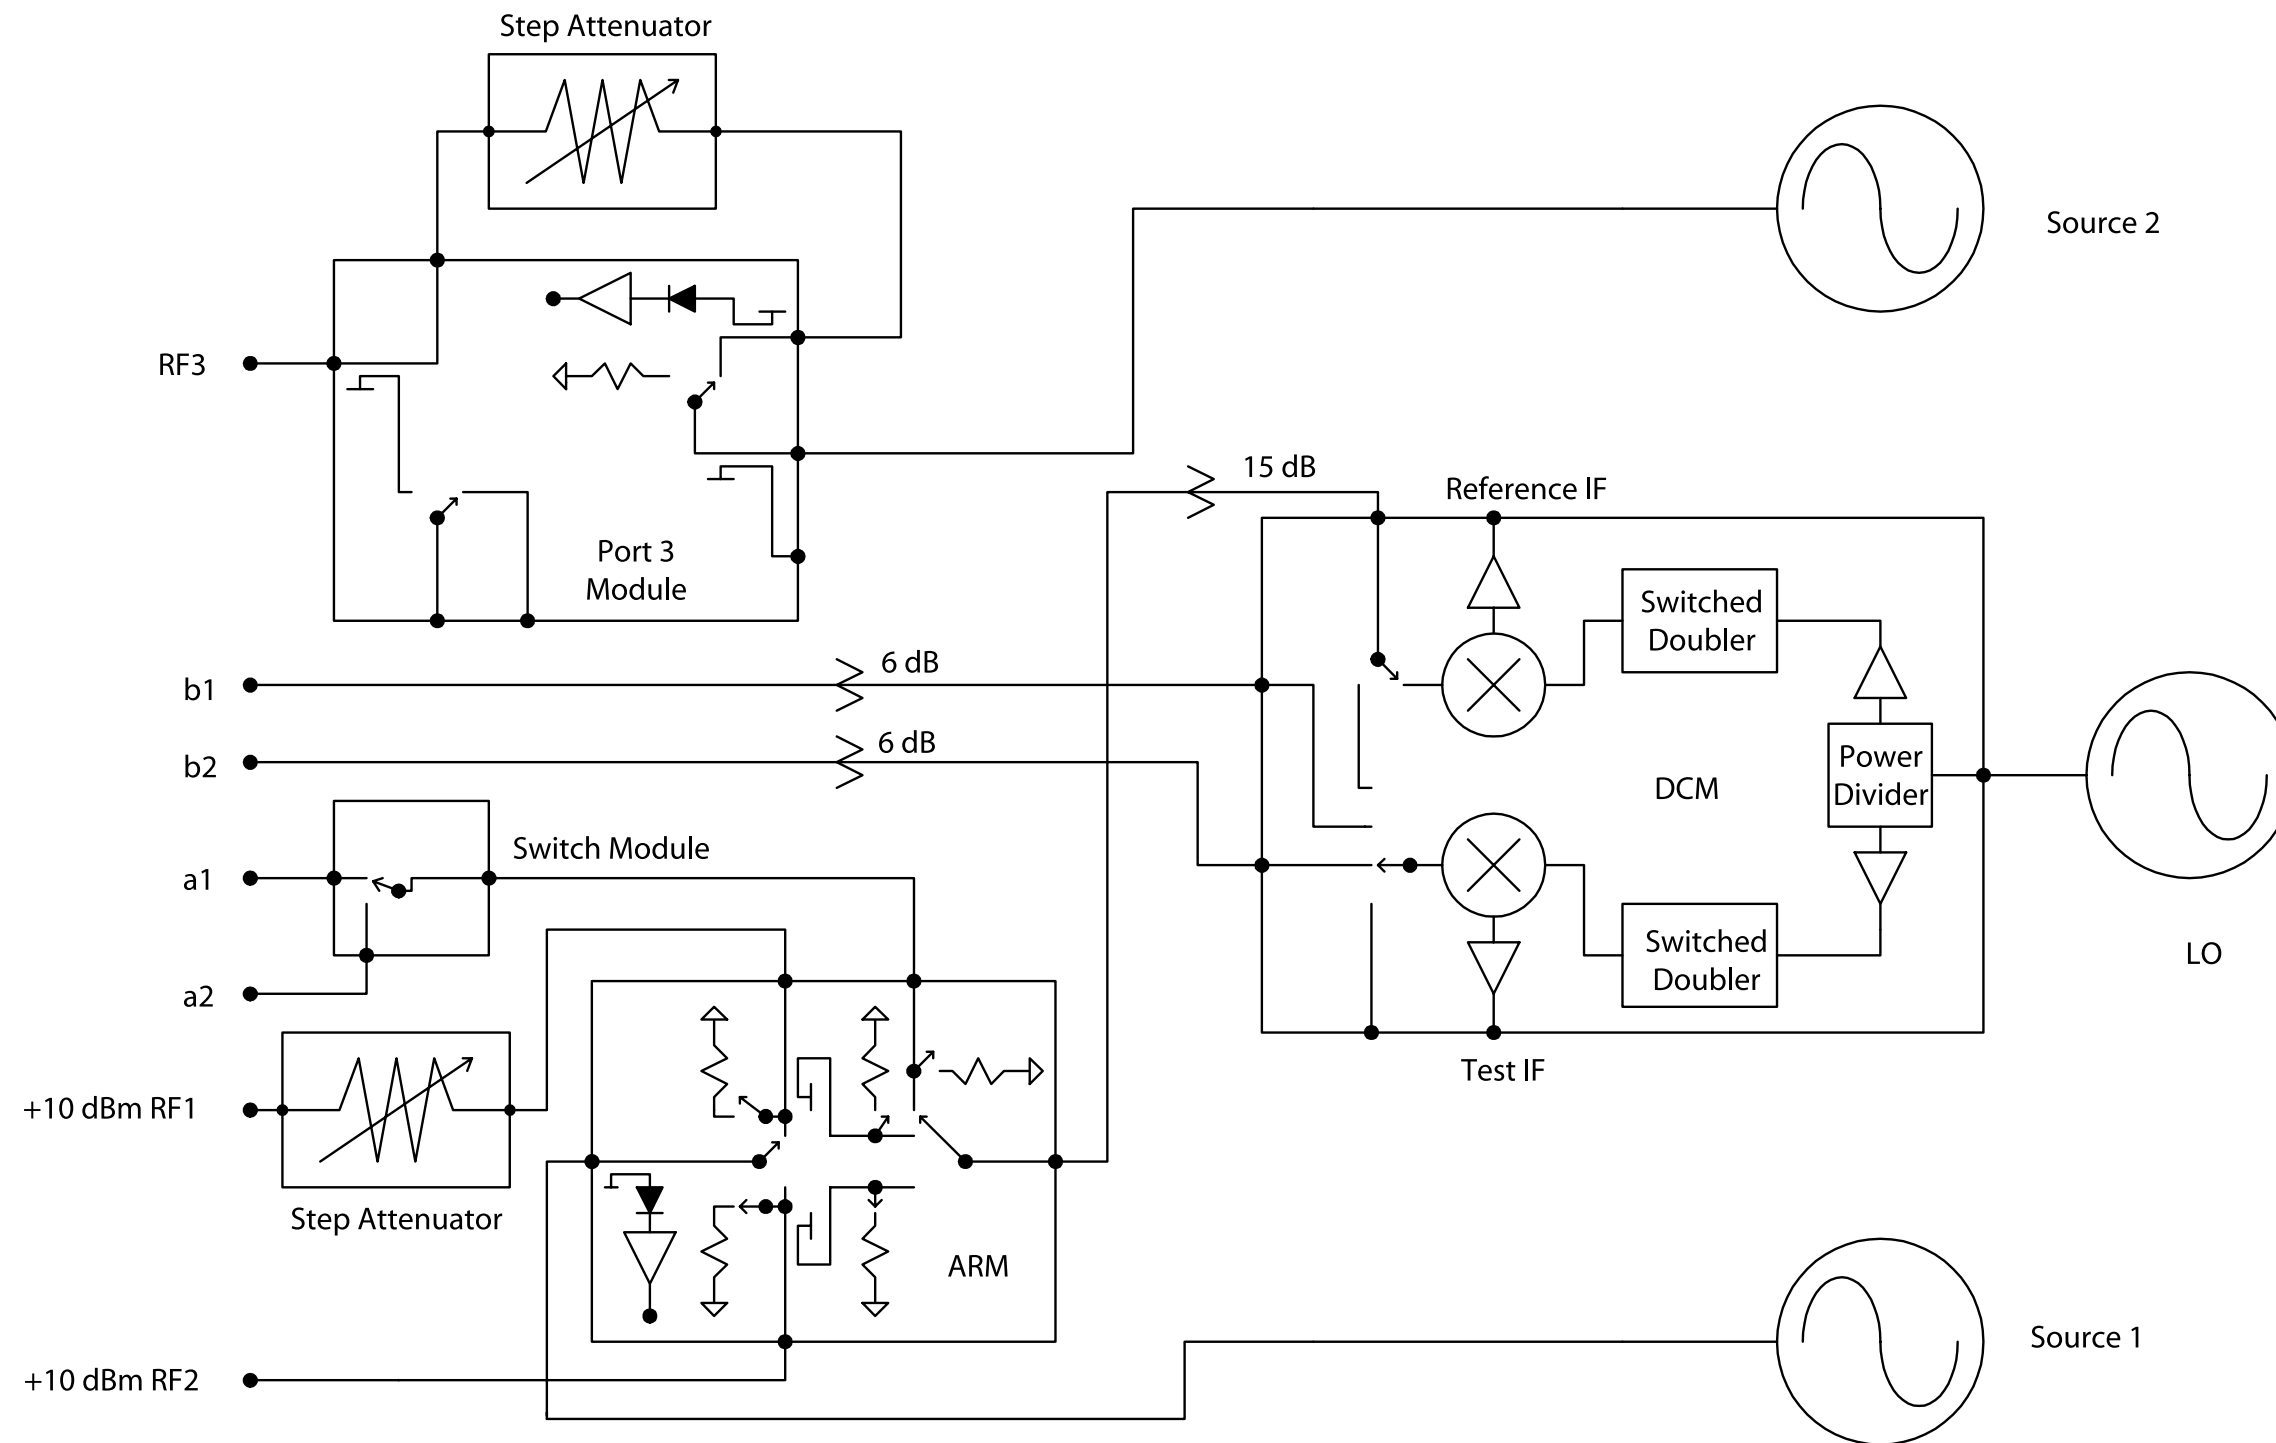 Step Attenuator
Source 2
RF3
15 dB
Reference IF
Port 3
Module
Switched
Doubler
6 dB
b1
6 dB
b2
Power
Divider
DCM
Switch Module
a1
Switched
Doubler
LO
a2
Test IF
+10 dBm RF1
Step Attenuator
ARM
Source 1
+10 dBm RF2